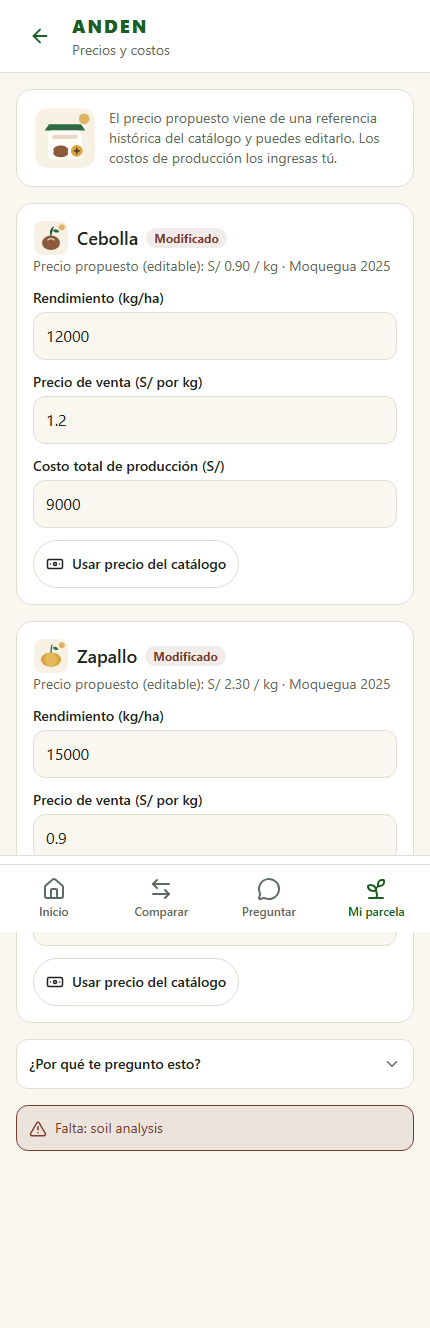 ANDEN
Precios y costos
El precio propuesto viene de una referencia
histórica del catálogo y puedes editarlo. Los
costos de producción los ingresas tú.
Cebolla Modificado
Precio propuesto (editable): S/ 0.90 / kg · Moquegua 2025
Rendimiento (kg/ha)
12000
Precio de venta (S/ por kg)
1.2
Costo total de producción (S/)
9000
Usar precio del catálogo
Zapallo Modificado
Precio propuesto (editable): S/ 2.30 / kg · Moquegua 2025
Rendimiento (kg/ha)
15000
Precio de venta (S/ por kg)
0.9
Inicio Comparar Preguntar Mi parcela
Usar precio del catálogo
¿Por qué te pregunto esto?
Falta: soil analysis